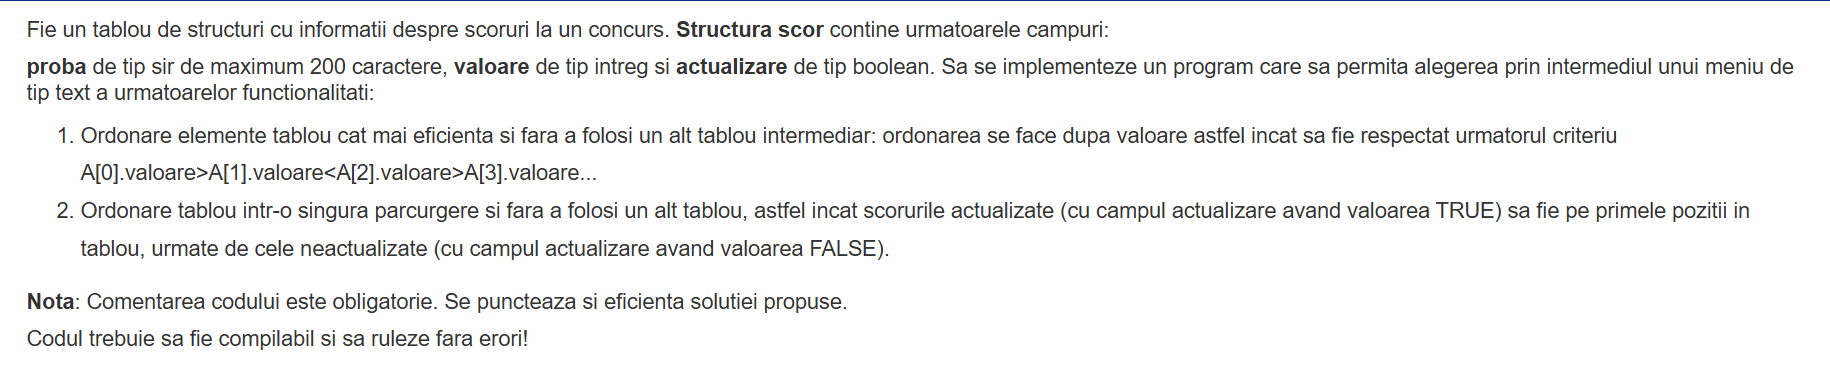 Fie un tablou de structuri cu informatii despre scoruri la un concurs. Structura scor contine urmatoarele campuri:
proba de tip sir de maximum 200 caractere, valoare de tip intreg si actualizare de tip boolean. Sa se implementeze un program care sa permita alegerea prin intermediul unui meniu de
tip text a urmatoarelor functionalitati:
1. Ordonare elemente tablou cat mai eficienta si fara a folosi un alt tablou intermediar: ordonarea se face dupa valoare astfel incat sa fie respectat urmatorul criteriu
A[0].valoare>A[1].valoare<A[2].valoare>A[3].valoare...
2. Ordonare tablou intr-o singura parcurgere si fara a folosi un alt tablou, astfel incat scorurile actualizate (cu campul actualizare avand valoarea TRUE) sa fie pe primele pozitii in
tablou, urmate de cele neactualizate (cu campul actualizare avand valoarea FALSE).
Nota: Comentarea codului este obligatorie. Se puncteaza si eficienta solutiei propuse.
Codul trebuie sa fie compilabil si sa ruleze fara erori!